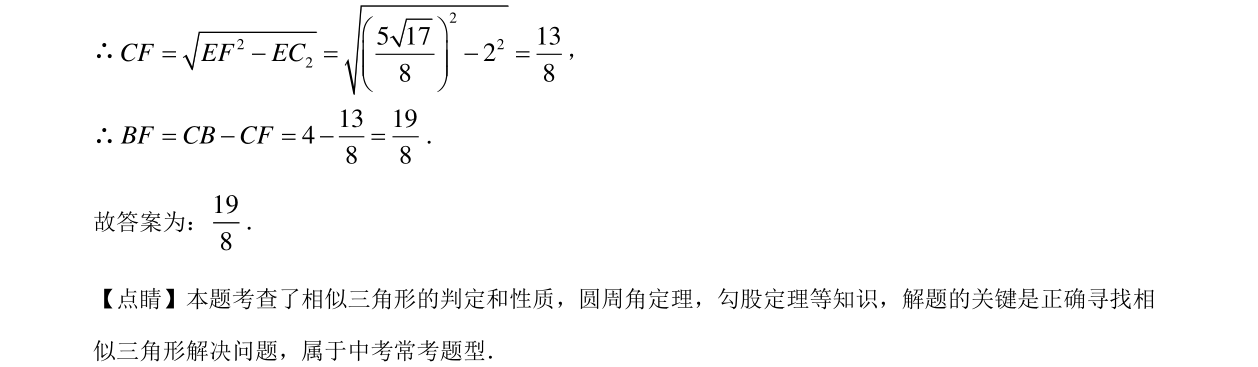 ∴CF = √(EF² − EC₂) = √((5√17/8)² − 2²) = 13/8，
∴BF = CB − CF = 4 − 13/8 = 19/8．
故答案为：19/8．
【点睛】本题考查了相似三角形的判定和性质，圆周角定理，勾股定理等知识，解题的关键是正确寻找相
似三角形解决问题，属于中考常考题型．